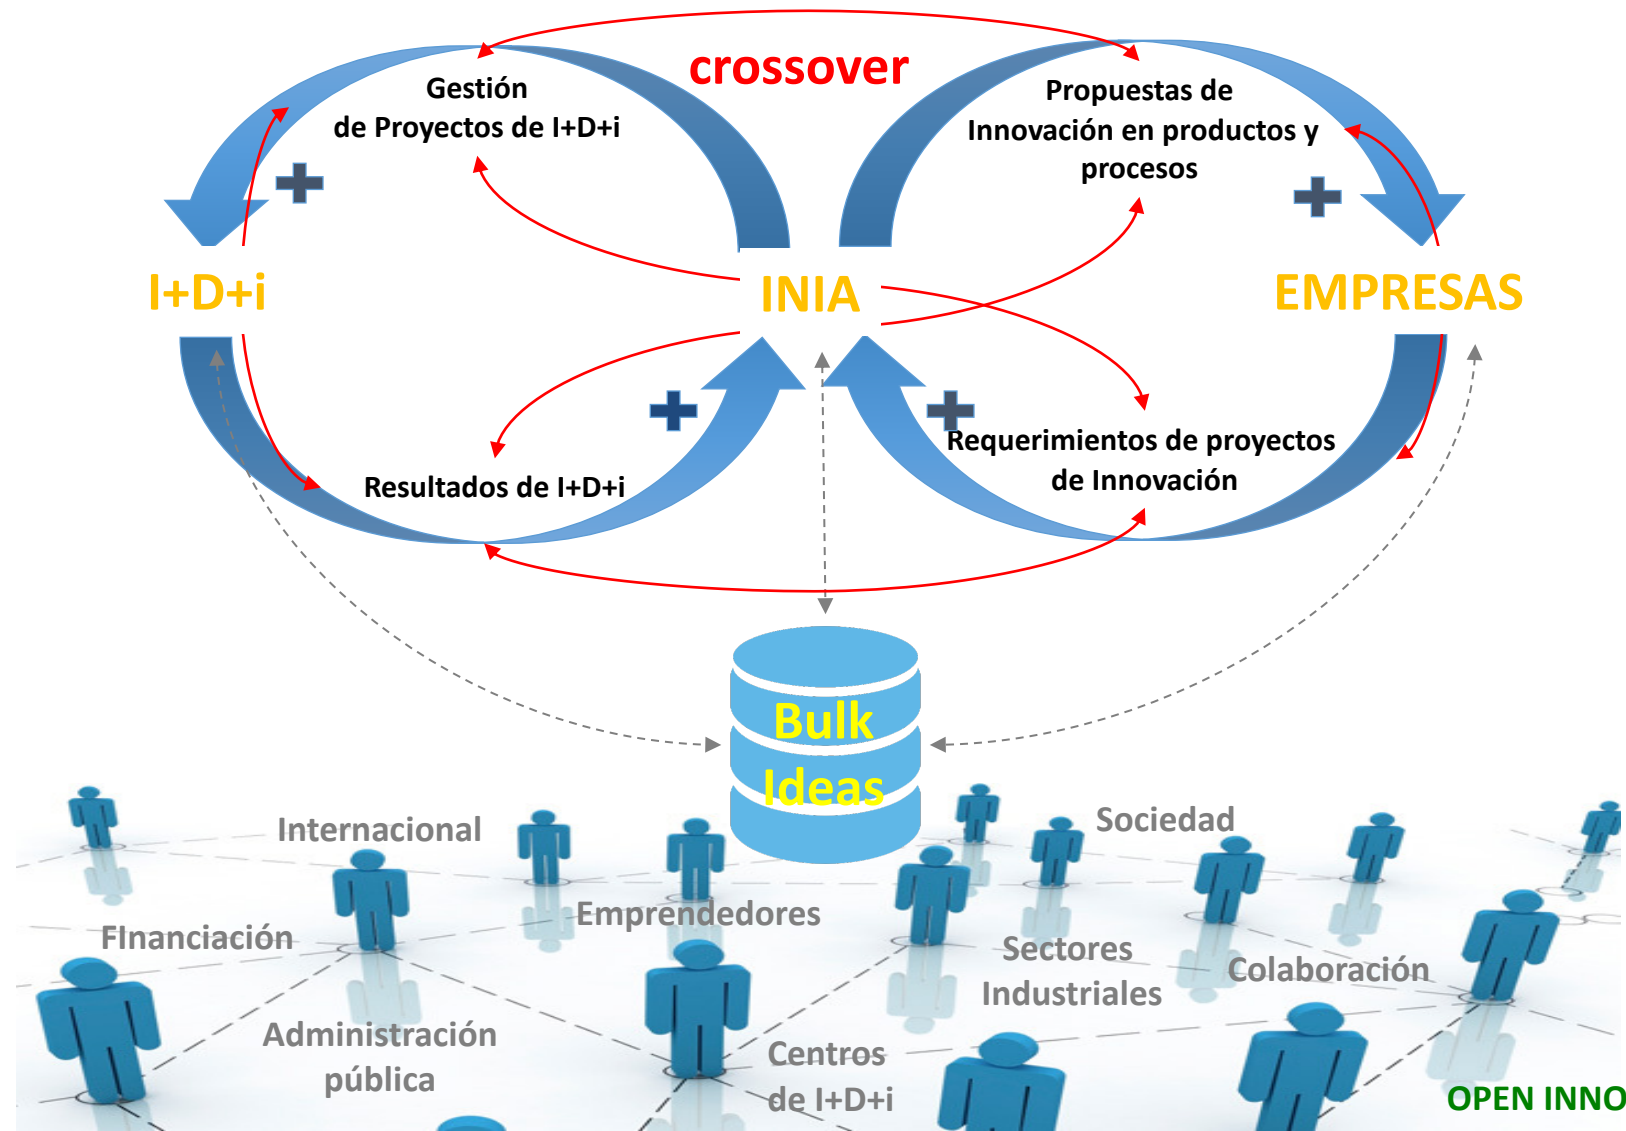 crossover
Gestión
de Proyectos de I+D+i
Propuestas de
Innovación en productos y
procesos
I+D+i
INIA
EMPRESAS
Resultados de I+D+i
Requerimientos de proyectos
de Innovación
Bulk
Ideas
Internacional
Sociedad
Emprendedores
FInanciación
Sectores
Industriales
Colaboración
Administración
pública
Centros
de I+D+i
OPEN INNO